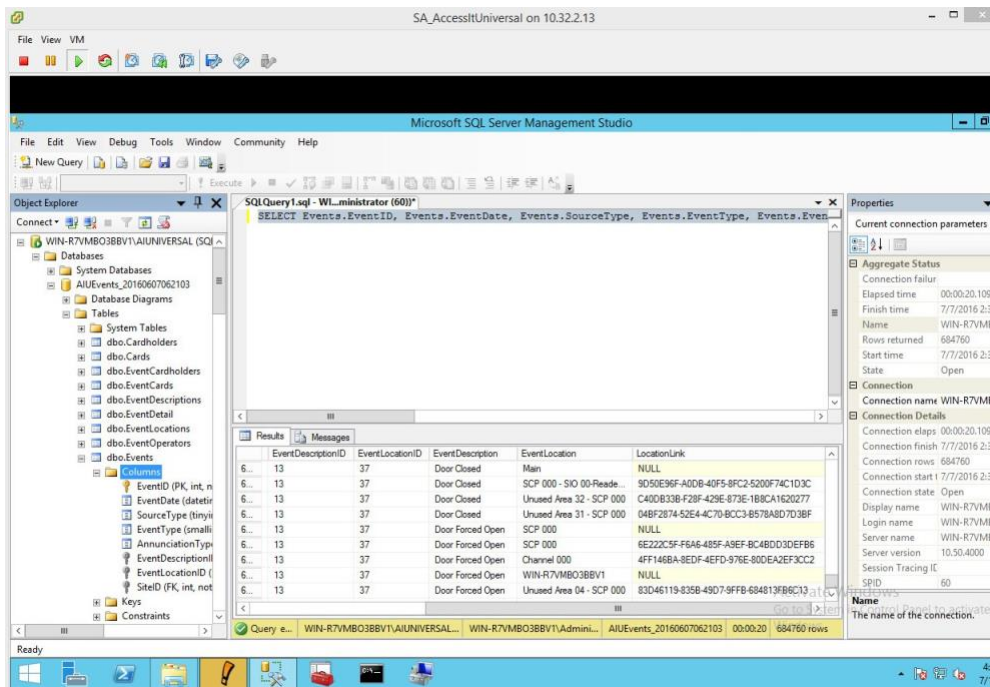 SA_AccessItUniversal on 10.32.2.13
File View VM
Microsoft SQL Server Management Studio
File Edit View Debug Tools Window Community Help
New Query
Execute
Object Explorer
Connect
WIN-R7VMBO3BBV1\AIUNIVERSAL (SQL
Databases
System Databases
AIUEvents_20160607062103
Database Diagrams
Tables
System Tables
dbo.Cardholders
dbo.Cards
dbo.EventCardholders
dbo.EventCards
dbo.EventDescriptions
dbo.EventDetail
dbo.EventLocations
dbo.EventOperators
dbo.Events
Columns
EventID (PK, int, n
EventDate (datetir
SourceType (tinyi
EventType (smalli
AnnunciationTyp
EventDescriptionI
EventLocationID (
SiteID (FK, int, not
Keys
Constraints
SQLQuery1.sql - WI...ministrator (60))*
SELECT Events.EventID, Events.EventDate, Events.SourceType, Events.EventType, Events.Even
Results Messages
EventDescriptionID EventLocationID EventDescription EventLocation LocationLink
6... 13 37 Door Closed Main NULL
6... 13 37 Door Closed SCP 000 - SIO 00-Reade... 9D50E96F-A0DB-40F5-8FC2-5200F74C1D3C
6... 13 37 Door Closed Unused Area 32 - SCP 000 C40DB33B-F28F-429E-873E-1B8CA1620277
6... 13 37 Door Closed Unused Area 31 - SCP 000 04BF2874-52E4-4C70-BCC3-B578A8D7D3BF
6... 13 37 Door Forced Open SCP 000 NULL
6... 13 37 Door Forced Open SCP 000 6E222C5F-F6A6-485F-A9EF-BC4BDD3DEFB6
6... 13 37 Door Forced Open Channel 000 4FF146BA-8EDF-4EFD-976E-80DEA2EF3CC2
6... 13 37 Door Forced Open WIN-R7VMBO3BBV1 NULL
6... 13 37 Door Forced Open Unused Area 04 - SCP 000 83D46119-835B-49D7-9FFB-684813FB6C13
Query e... WIN-R7VMBO3BBV1\AIUNIVERSAL... WIN-R7VMBO3BBV1\Admini... AIUEvents_20160607062103 00:00:20 684760 rows
Properties
Current connection parameters
Aggregate Status
Connection failur
Elapsed time 00:00:20.109
Finish time 7/7/2016 2:3
Name WIN-R7VM
Rows returned 684760
Start time 7/7/2016 2:3
State Open
Connection
Connection name WIN-R7VM
Connection Details
Connection elaps 00:00:20.109
Connection finish 7/7/2016 2:3
Connection rows 684760
Connection start t 7/7/2016 2:3
Connection state Open
Display name WIN-R7VM
Login name WIN-R7VM
Server name WIN-R7VM
Server version 10.50.4000
Session Tracing ID
SPID 60
Name
The name of the connection.
Ready